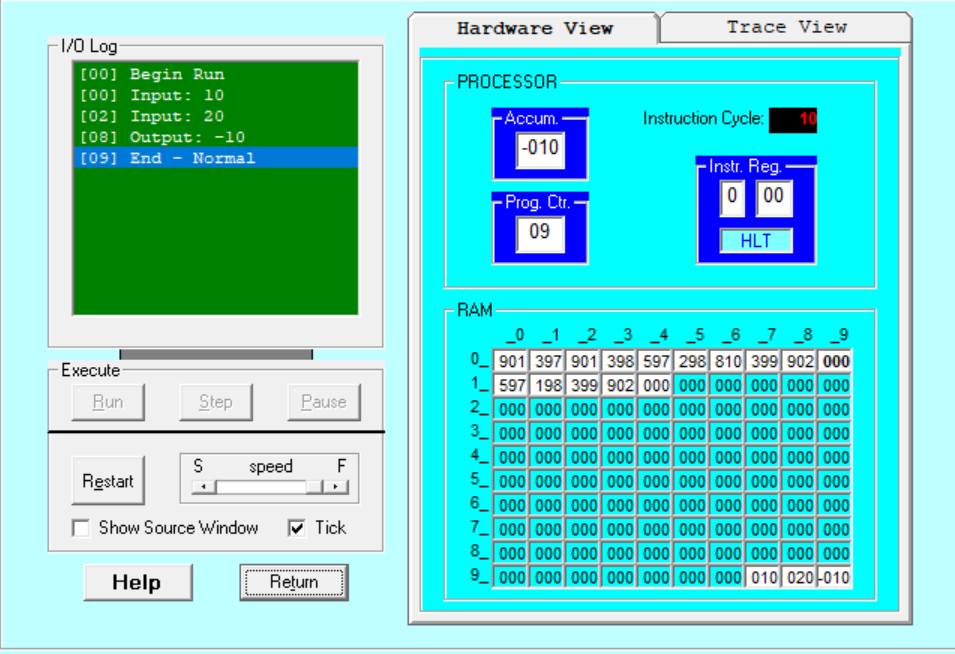 I/O Log
[00] Begin Run
[00] Input: 10
[02] Input: 20
[08] Output: -10
[09] End - Normal
Execute
Run Step Pause
Restart
S speed F
Show Source Window Tick
Help Return
Hardware View Trace View
PROCESSOR
Accum.
-010
Instruction Cycle: 10
Prog. Ctr.
09
Instr. Reg.
0 00
HLT
RAM
_0 _1 _2 _3 _4 _5 _6 _7 _8 _9
0_ 901 397 901 398 597 298 810 399 902 000
1_ 597 198 399 902 000 000 000 000 000 000
2_ 000 000 000 000 000 000 000 000 000 000
3_ 000 000 000 000 000 000 000 000 000 000
4_ 000 000 000 000 000 000 000 000 000 000
5_ 000 000 000 000 000 000 000 000 000 000
6_ 000 000 000 000 000 000 000 000 000 000
7_ 000 000 000 000 000 000 000 000 000 000
8_ 000 000 000 000 000 000 000 000 000 000
9_ 000 000 000 000 000 000 000 010 020 -010